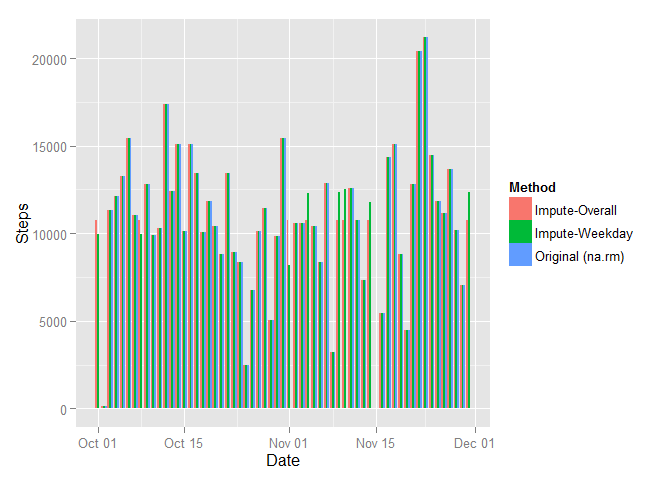 20000
15000
10000
5000
0
Steps
Oct 01
Oct 15
Nov 01
Nov 15
Dec 01
Date
Method
Impute-Overall
Impute-Weekday
Original (na.rm)